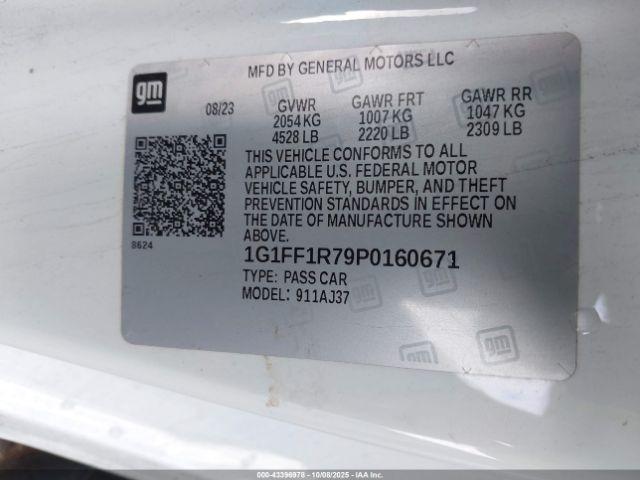 MFD BY GENERAL MOTORS LLC
gm
08/23 GVWR GAWR FRT GAWR RR
2054 KG 1007 KG 1047 KG
4528 LB 2220 LB 2309 LB
THIS VEHICLE CONFORMS TO ALL
APPLICABLE U.S. FEDERAL MOTOR
VEHICLE SAFETY, BUMPER, AND THEFT
PREVENTION STANDARDS IN EFFECT ON
THE DATE OF MANUFACTURE SHOWN
ABOVE.
8624
1G1FF1R79P0160671
TYPE: PASS CAR
MODEL: 911AJ37
000-43396978 - 10/08/2025 - IAAI.COM